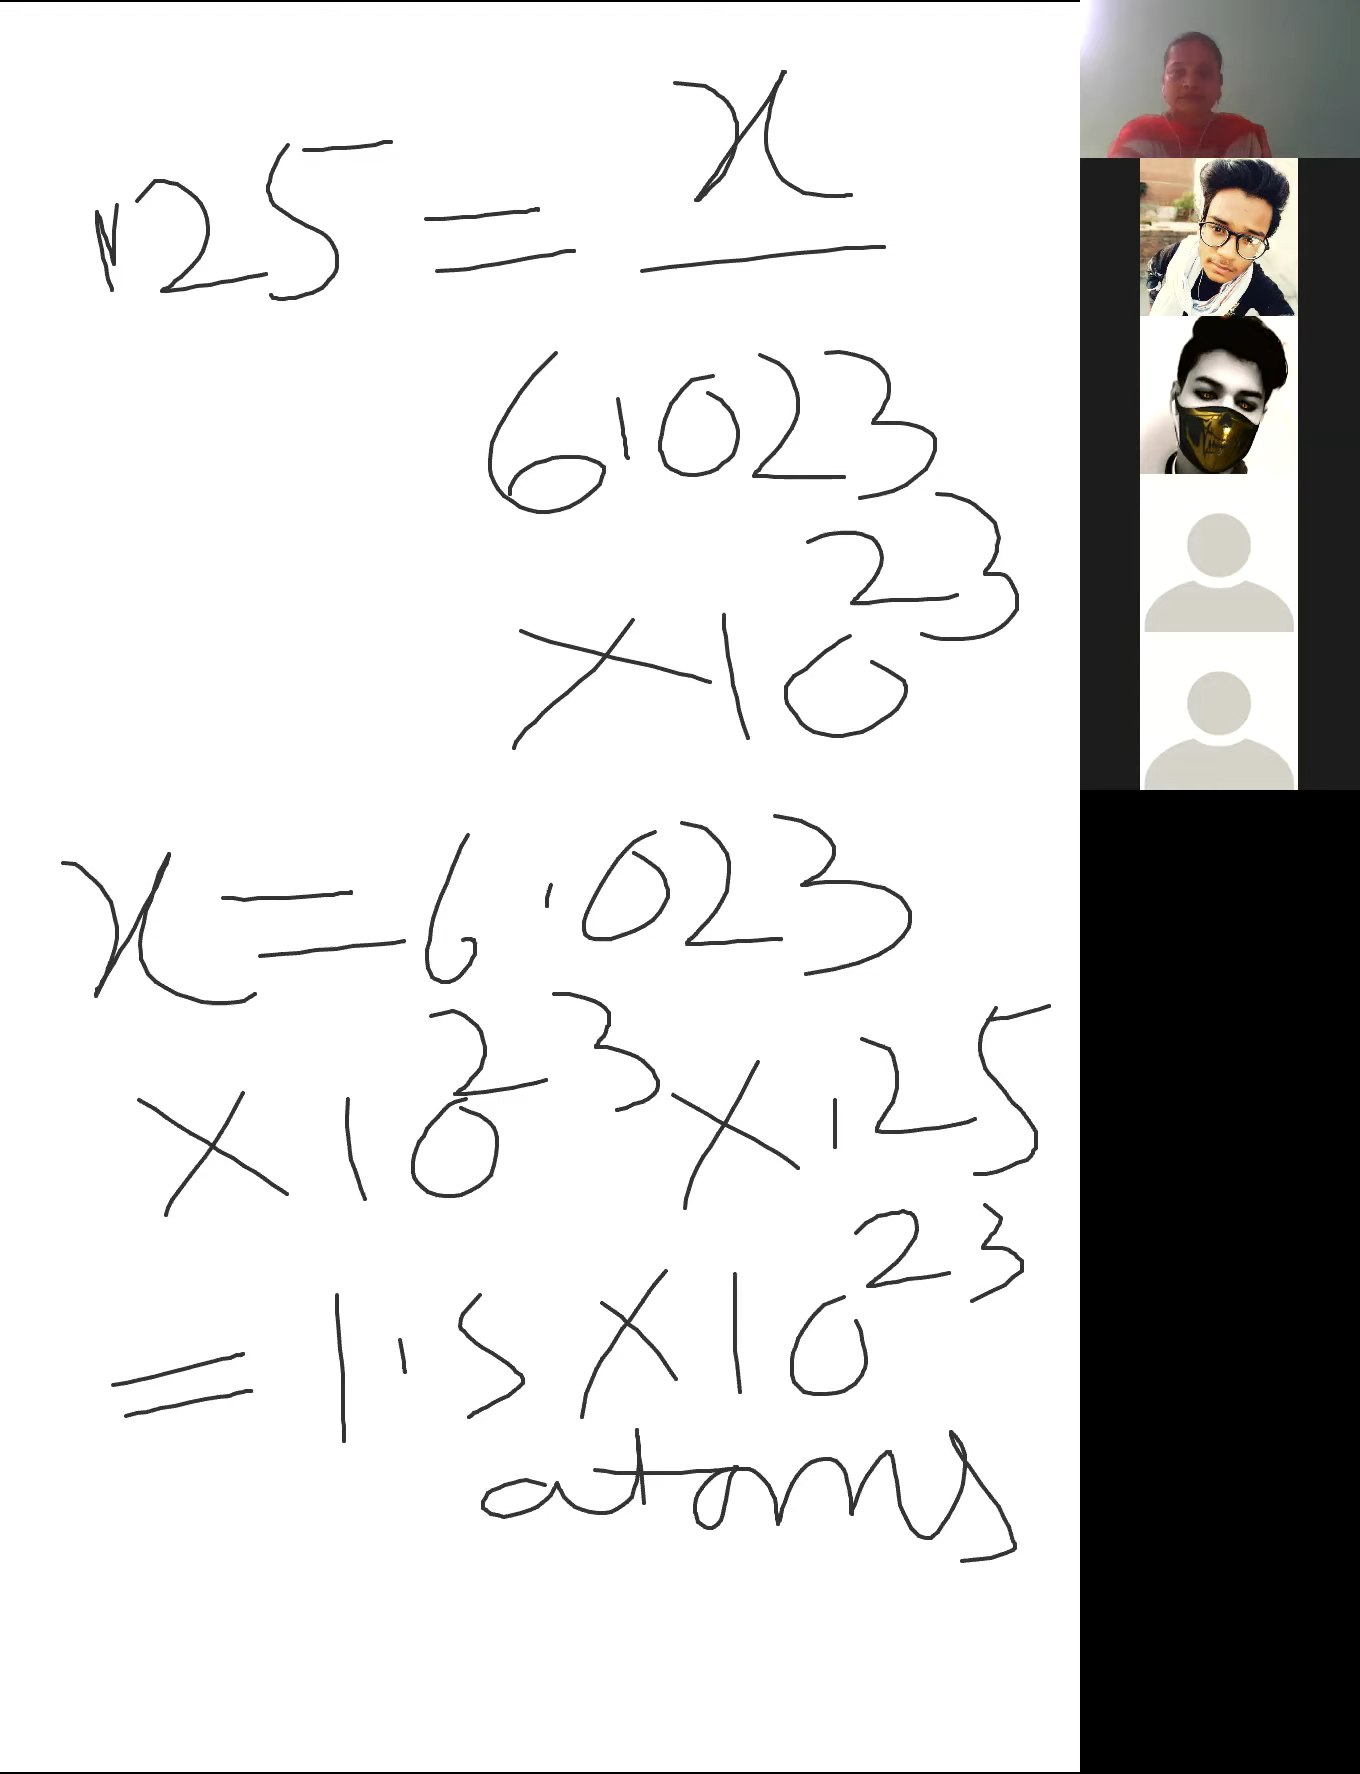 .25 = x
6.023
×10²³
x = 6.023
×10²³ × .25
= 1.5 × 10²³
atoms